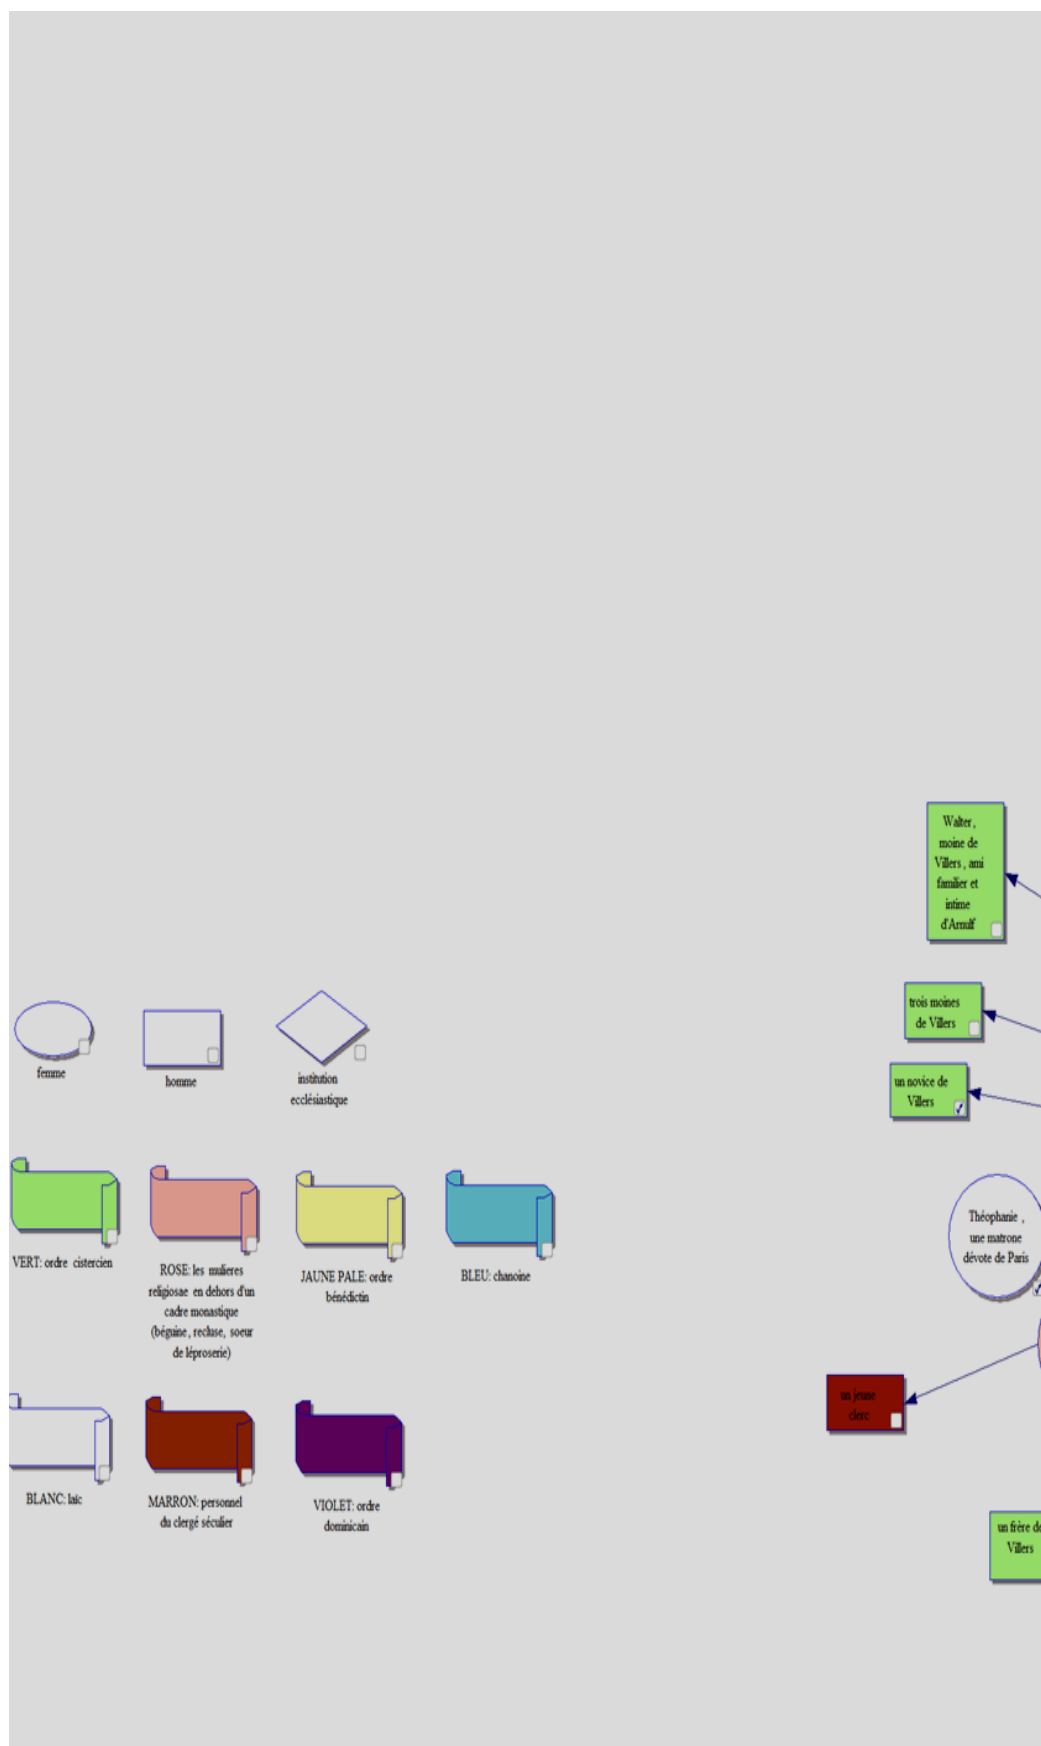 Walter ,
moine de
Villers , ami
familier et
intime
d'Arnulf
trois moines
de Villers
femme
homme
institution
ecclésiastique
un novice de
Villers
Théophanie ,
une matrone
dévote de Paris
VERT: ordre cistercien
ROSE: les mulieres
religiosae en dehors d'un
cadre monastique
(béguine, recluse, soeur
de léproserie)
JAUNE PALE: ordre
bénédictin
BLEU: chanoine
un jeune
clerc
BLANC: laïc
MARRON: personnel
du clergé séculier
VIOLET: ordre
dominicain
un frère de
Villers